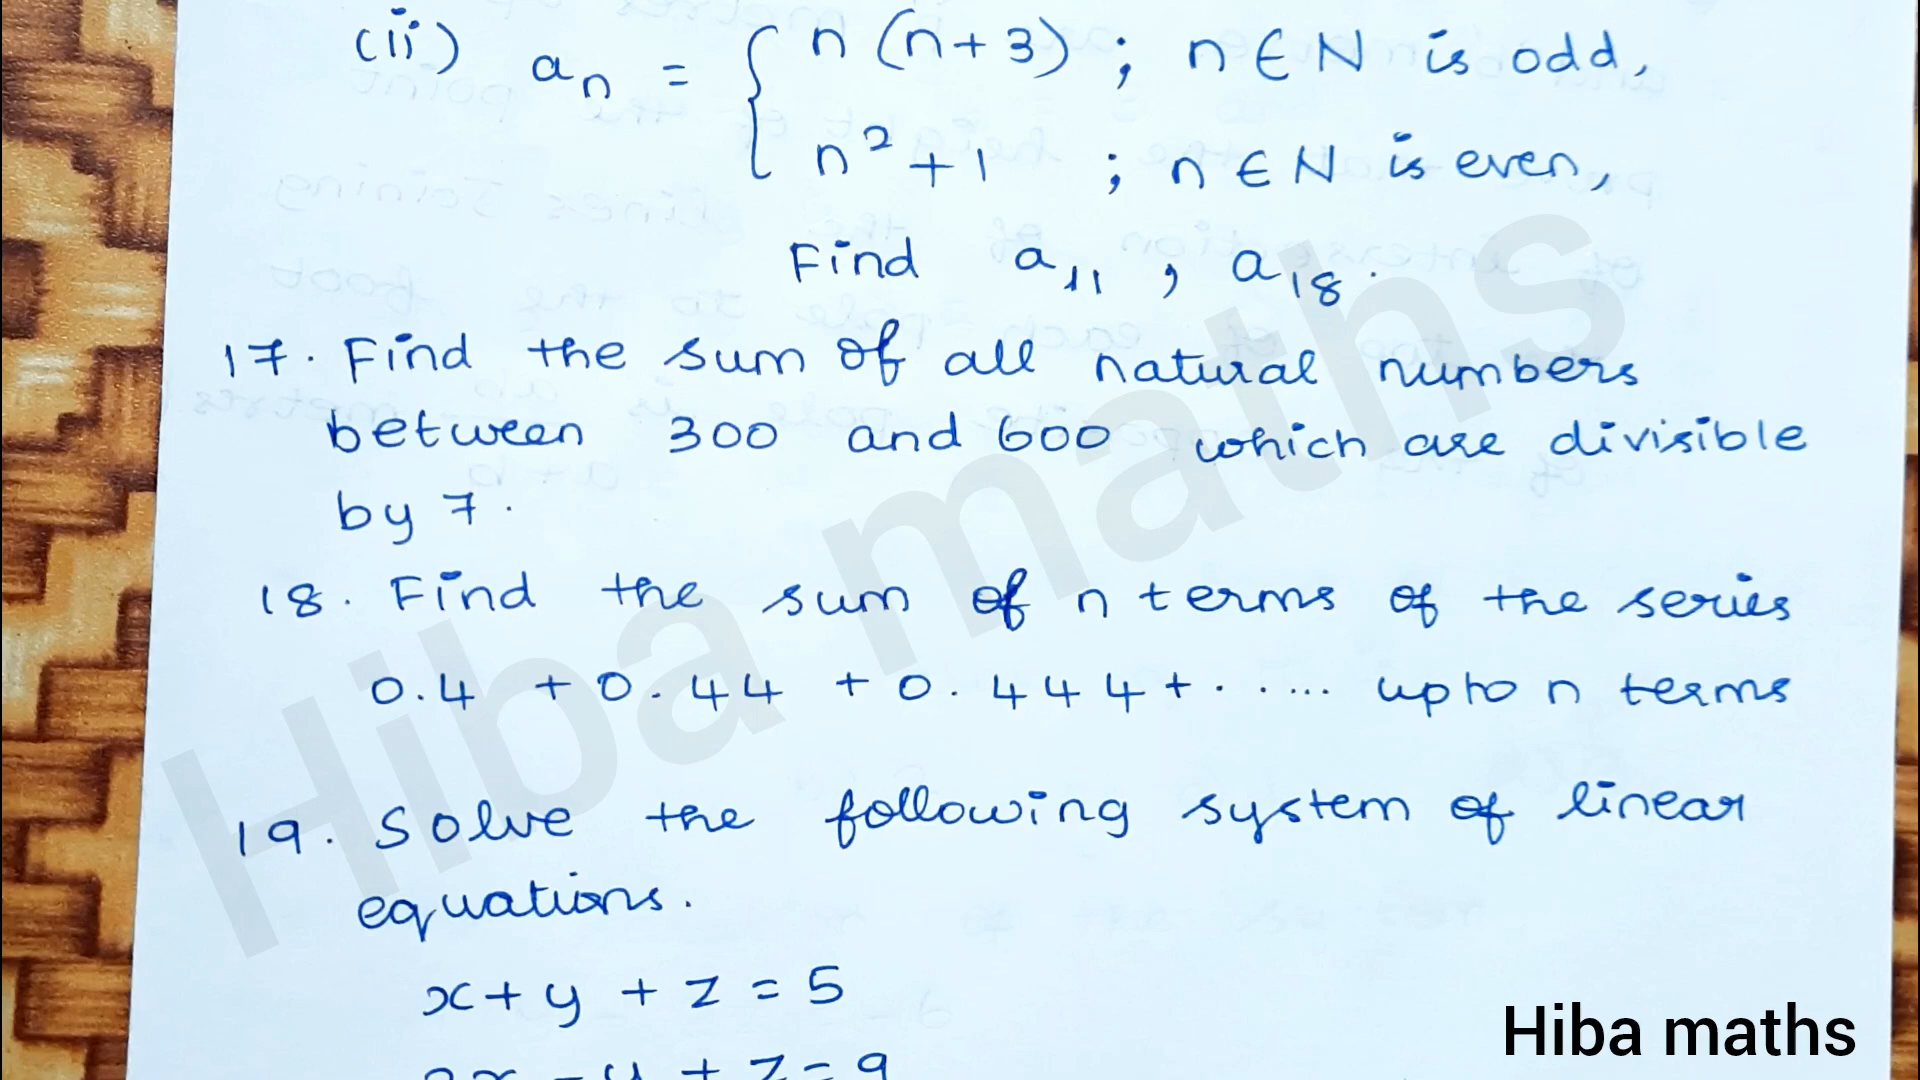 (ii) aₙ = { n (n+3) ; n ∈ N is odd,
n² + 1 ; n ∈ N is even,
Find a₁₁ , a₁₈.
17. Find the sum of all natural numbers
between 300 and 600 which are divisible
by 7.
18. Find the sum of n terms of the series
0.4 + 0.44 + 0.444 + ...... upto n terms
19. Solve the following system of linear
equations.
x + y + z = 5
x - y + z = 9
Hiba maths
Hiba maths